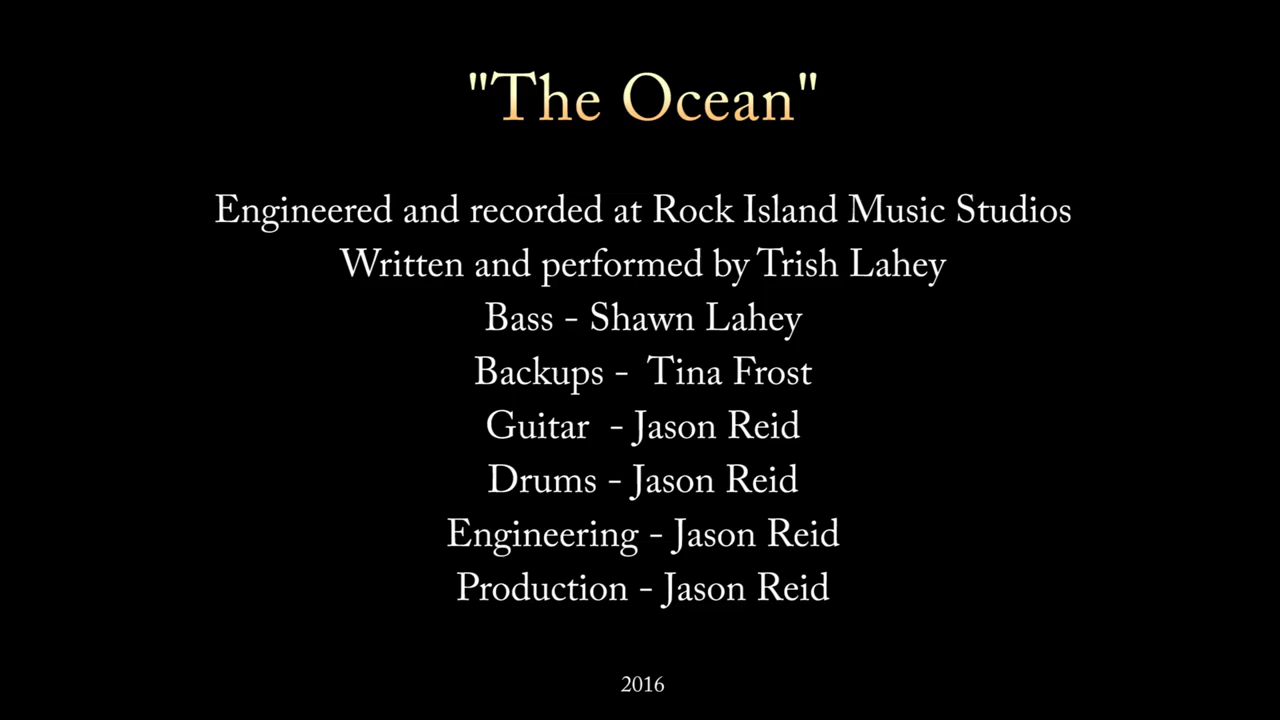 "The Ocean"
Engineered and recorded at Rock Island Music Studios
Written and performed by Trish Lahey
Bass - Shawn Lahey
Backups -  Tina Frost
Guitar  - Jason Reid
Drums - Jason Reid
Engineering - Jason Reid
Production - Jason Reid
2016